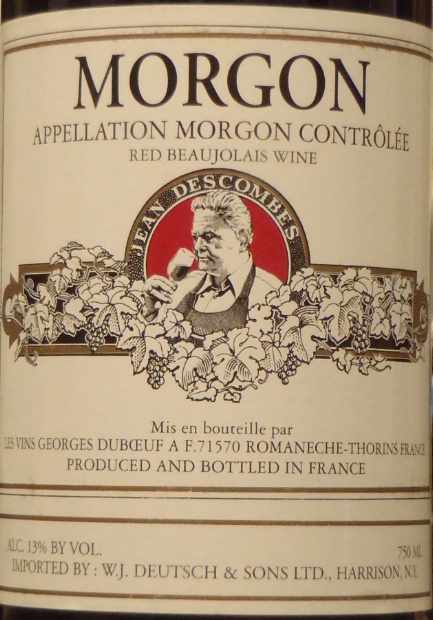 MORGON
APPELLATION MORGON CONTRÔLÉE
RED BEAUJOLAIS WINE
JEAN DESCOMBES
Mis en bouteille par
LES VINS GEORGES DUBŒUF A F.71570 ROMANECHE-THORINS FRANCE
PRODUCED AND BOTTLED IN FRANCE
ALC. 13% BY VOL. 750 ML
IMPORTED BY : W.J. DEUTSCH & SONS LTD., HARRISON, N.Y.